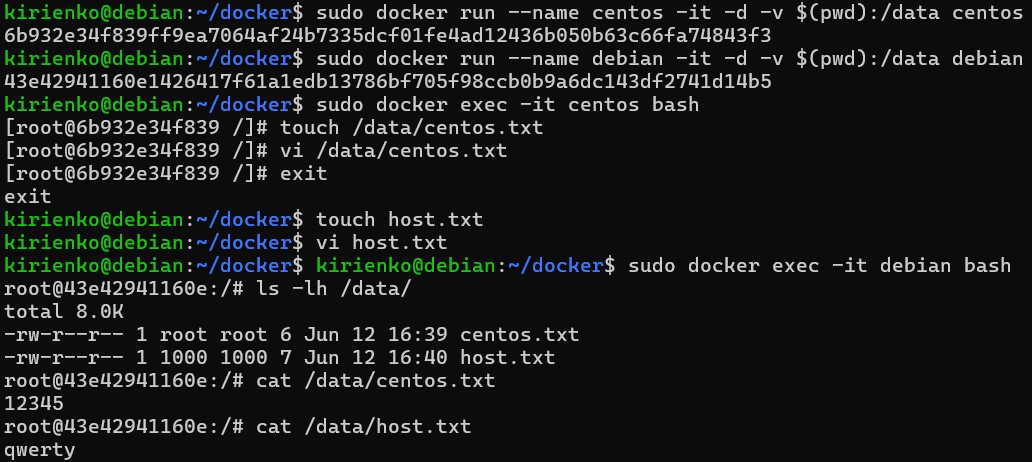 kirienko@debian:~/docker$ sudo docker run --name centos -it -d -v $(pwd):/data centos
6b932e34f839ff9ea7064af24b7335dcf01fe4ad12436b050b63c66fa74843f3
kirienko@debian:~/docker$ sudo docker run --name debian -it -d -v $(pwd):/data debian
43e42941160e1426417f61a1edb13786bf705f98ccb0b9a6dc143df2741d14b5
kirienko@debian:~/docker$ sudo docker exec -it centos bash
[root@6b932e34f839 /]# touch /data/centos.txt
[root@6b932e34f839 /]# vi /data/centos.txt
[root@6b932e34f839 /]# exit
exit
kirienko@debian:~/docker$ touch host.txt
kirienko@debian:~/docker$ vi host.txt
kirienko@debian:~/docker$ kirienko@debian:~/docker$ sudo docker exec -it debian bash
root@43e42941160e:/# ls -lh /data/
total 8.0K
-rw-r--r-- 1 root root 6 Jun 12 16:39 centos.txt
-rw-r--r-- 1 1000 1000 7 Jun 12 16:40 host.txt
root@43e42941160e:/# cat /data/centos.txt
12345
root@43e42941160e:/# cat /data/host.txt
qwerty